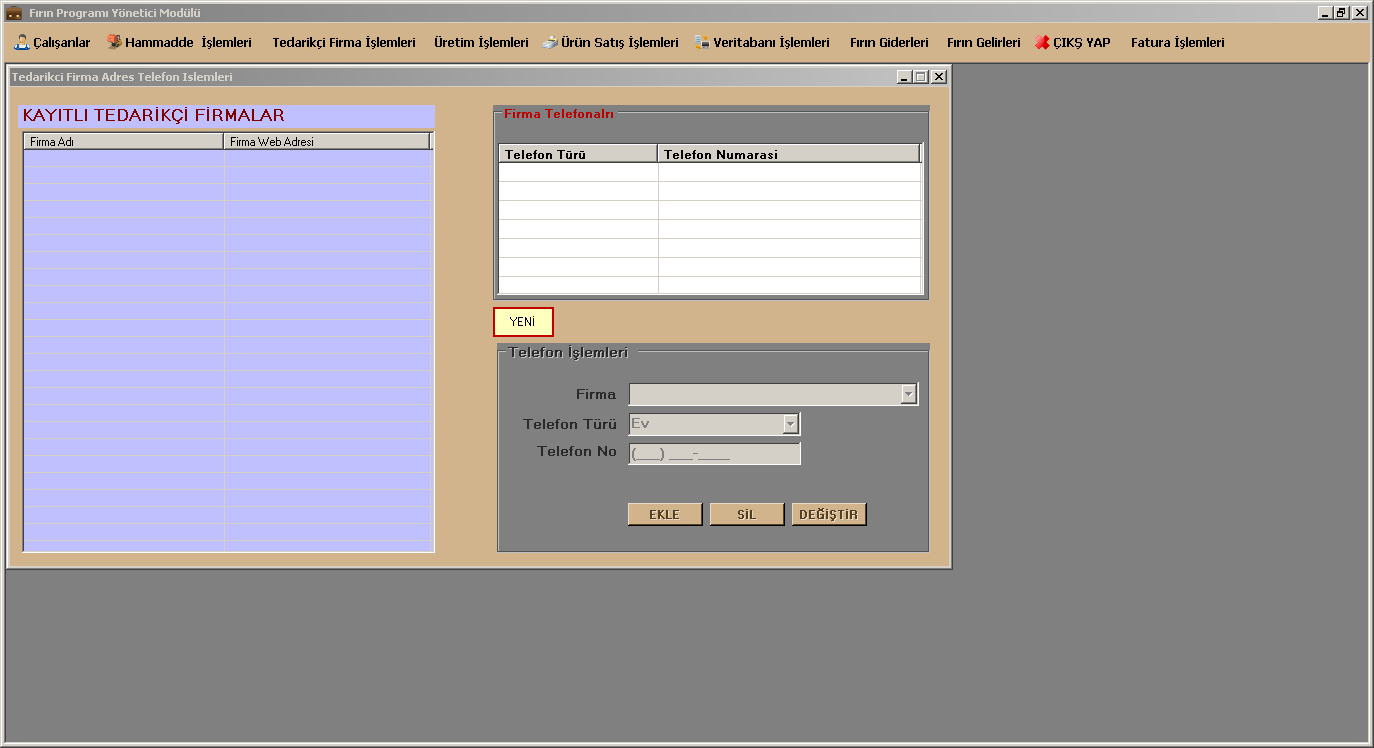 Fırın Programı Yönetici Modülü
Çalışanlar Hammadde İşlemleri Tedarikçi Firma İşlemleri Üretim İşlemleri Ürün Satış İşlemleri Veritabanı İşlemleri Fırın Giderleri Fırın Gelirleri ÇIKŞ YAP Fatura İşlemleri
Tedarikci Firma Adres Telefon Islemleri
KAYITLI TEDARİKÇİ FİRMALAR
Firma Adı Firma Web Adresi
Firma Telefonalrı
Telefon Türü Telefon Numarasi
YENİ
Telefon İşlemleri
Firma
Telefon Türü Ev
Telefon No (___) ___-____
EKLE SİL DEĞİŞTİR